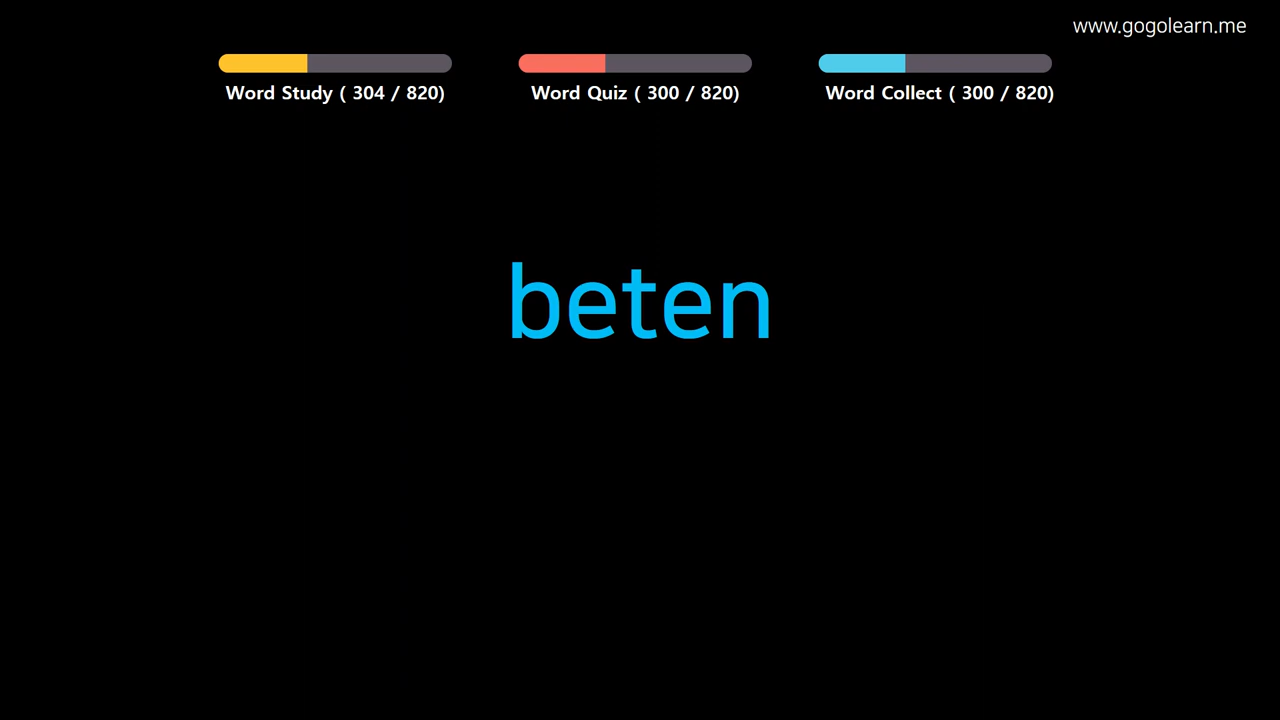 www.gogolearn.me
Word Study ( 304 / 820)
Word Quiz ( 300 / 820)
Word Collect ( 300 / 820)
beten